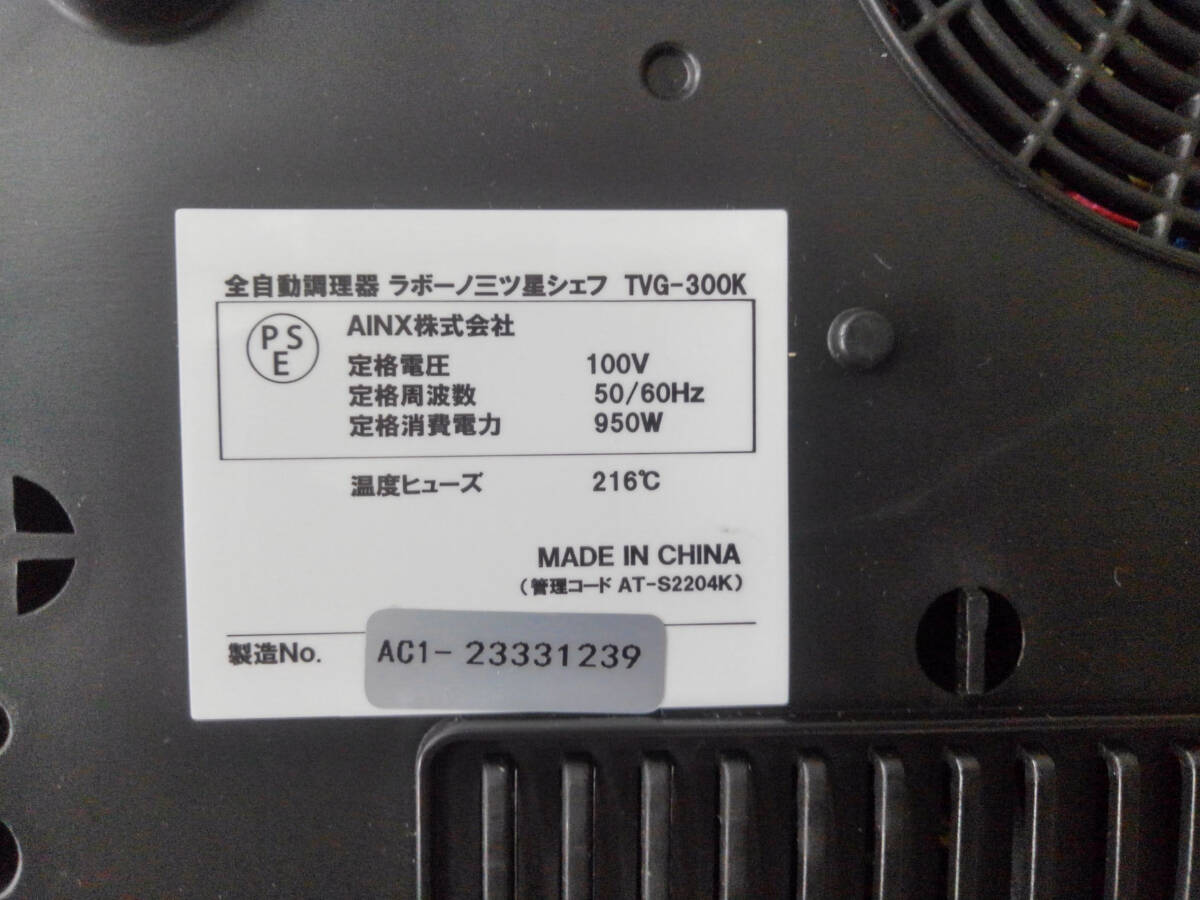 全自動調理器 ラボーノ三ツ星シェフ TVG-300K
PSE
AINX株式会社
定格電圧 100V
定格周波数 50/60Hz
定格消費電力 950W
温度ヒューズ 216℃
MADE IN CHINA
(管理コード AT-S2204K)
製造No. AC1-23331239